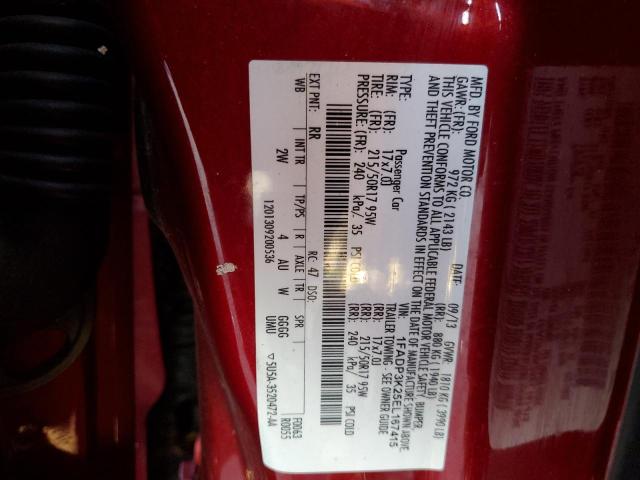 MFD. BY FORD MOTOR CO. DATE: 09/13 GVWR: 1810 KG (3990 LB)
GAWR: (FR): 972 KG (2143 LB) (RR): 880 KG (1940 LB)
THIS VEHICLE CONFORMS TO ALL APPLICABLE FEDERAL MOTOR VEHICLE SAFETY, BUMPER
AND THEFT PREVENTION STANDARDS IN EFFECT ON THE DATE OF MANUFACTURE SHOWN ABOVE.
VIN: 1FADP3K25EL167415
TYPE: Passenger Car TRAILER TOWING - SEE OWNER GUIDE
RIM: (FR): 17x7.0J (RR): 17x7.0J
TIRE: (FR): 215/50R17 95W (RR): 215/50R17 95W
PRESSURE: (FR): 240 kPa/ 35 PSI COLD (RR): 240 kPa/ 35 PSI COLD
EXT PNT: RR RC: 47 DSO: F0063
R0055
WB INT TR TP/PS R AXLE TR SPR
2W 4 AU W GGGG
UMU
1201309200536 ▽ 5U5A-3520472-AA